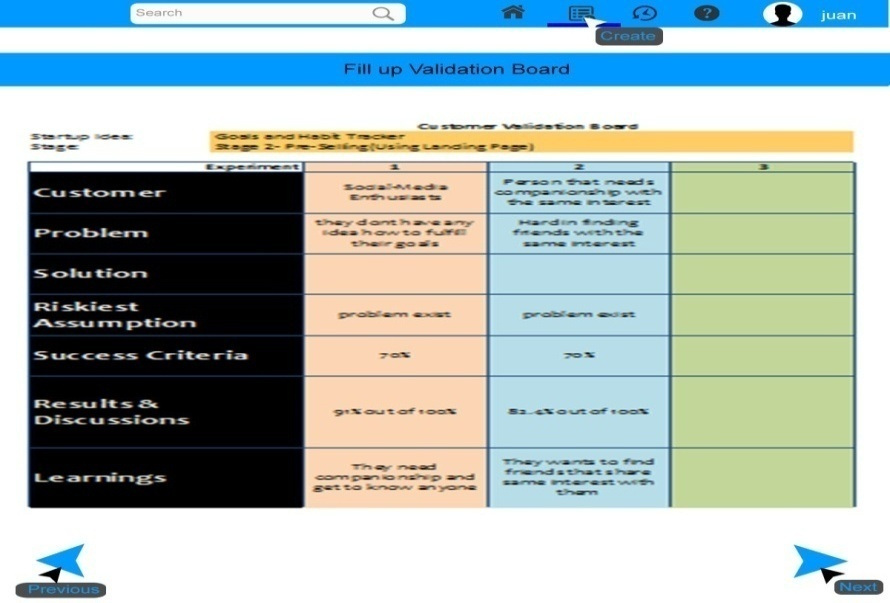 Search
juan
Create
Fill up Validation Board
Customer Validation Board
Startup Idea: Goals and Habit Tracker
Stage: Stage 2- Pre-Selling(Using Landing Page)
Experiment 1 2 3
Customer
Social-Media
Enthusiasts
Person that needs
companionship with
the same interest
Problem
they dont have any
idea how to fulfill
their goals
Hard in finding
friends with the
same interest
Solution
Riskiest
Assumption
problem exist
problem exist
Success Criteria
70%
70%
Results &
Discussions
91% out of 100%
82.4% out of 100%
Learnings
They need
companionship and
get to know anyone
They wants to find
friends that share
same interest with
them
Previous
Next